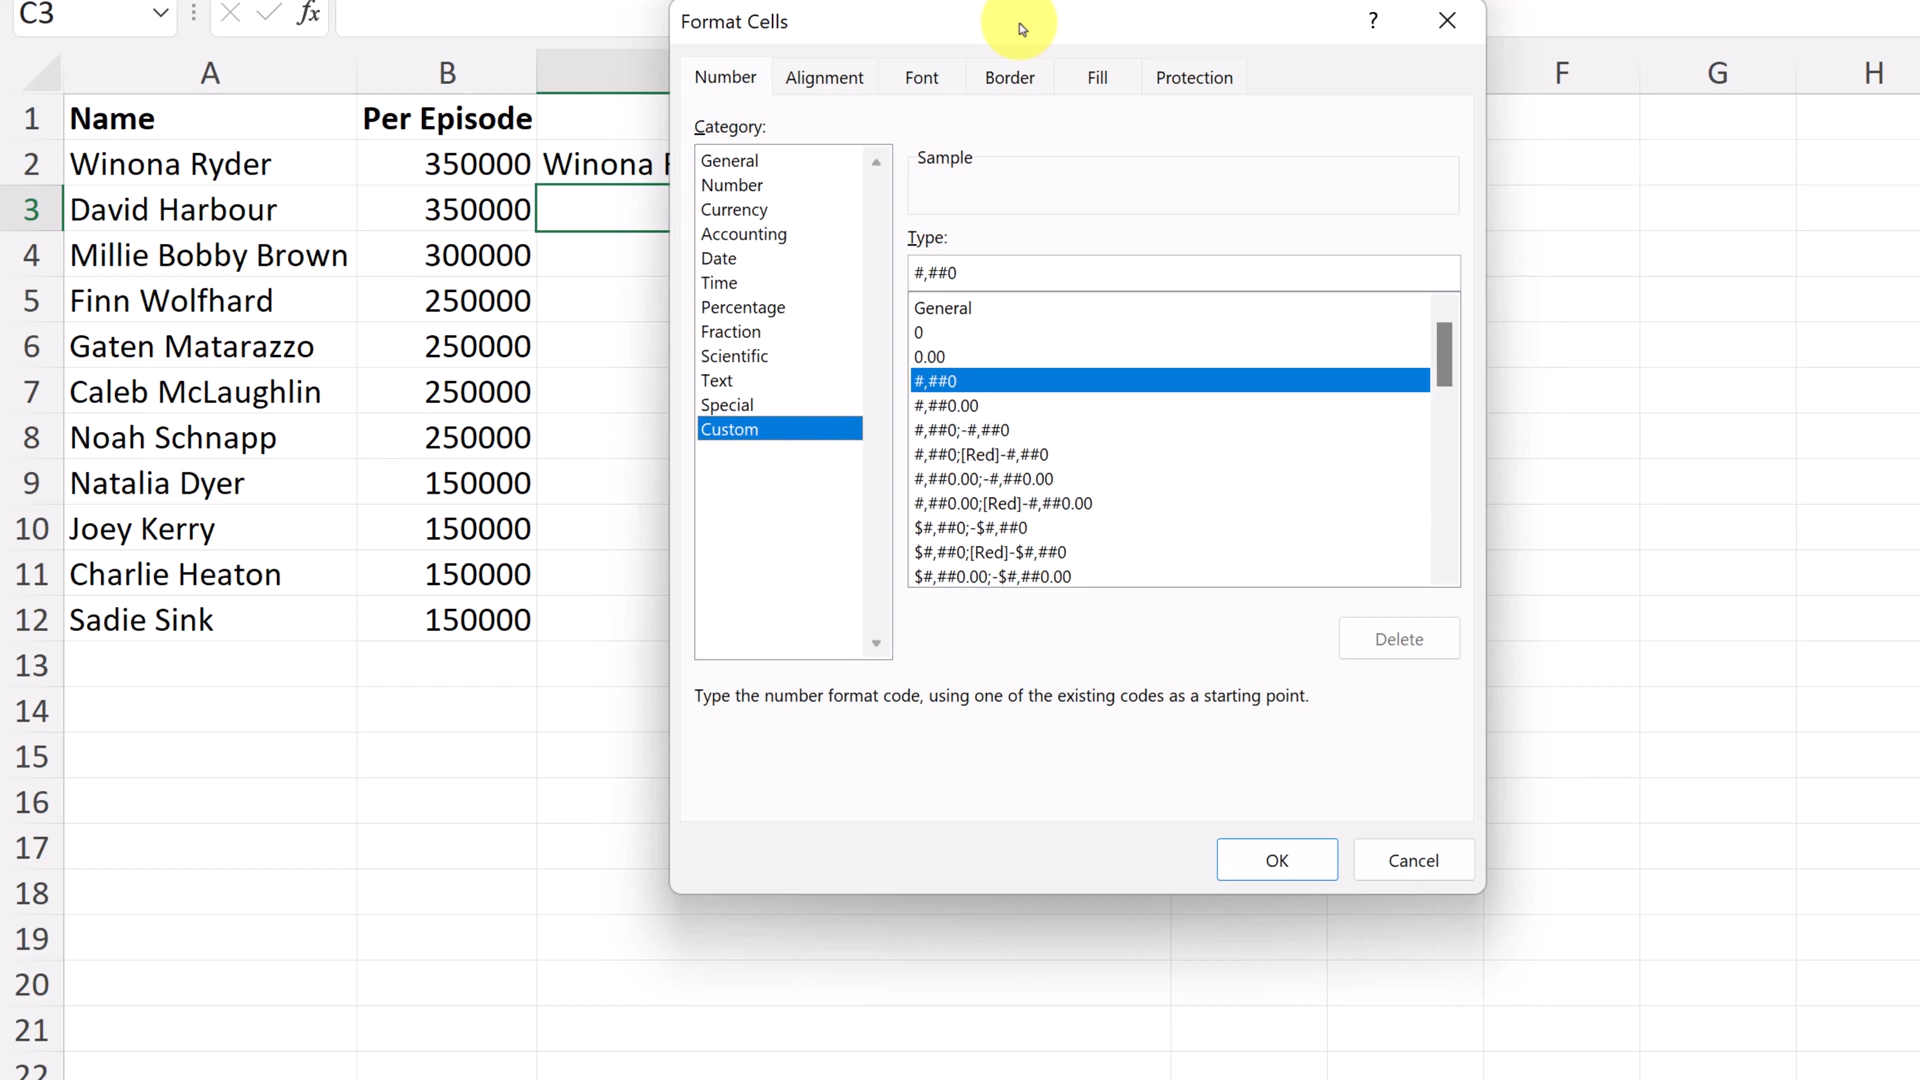 C3
fx
Format Cells
?
A B F G H
1 Name Per Episode
2 Winona Ryder 350000 Winona
3 David Harbour 350000
4 Millie Bobby Brown 300000
5 Finn Wolfhard 250000
6 Gaten Matarazzo 250000
7 Caleb McLaughlin 250000
8 Noah Schnapp 250000
9 Natalia Dyer 150000
10 Joey Kerry 150000
11 Charlie Heaton 150000
12 Sadie Sink 150000
13
14
15
16
17
18
19
20
21
22
Number Alignment Font Border Fill Protection
Category:
General
Number
Currency
Accounting
Date
Time
Percentage
Fraction
Scientific
Text
Special
Custom
Sample
Type:
#,##0
General
0
0.00
#,##0
#,##0.00
#,##0;-#,##0
#,##0;[Red]-#,##0
#,##0.00;-#,##0.00
#,##0.00;[Red]-#,##0.00
$#,##0;-$#,##0
$#,##0;[Red]-$#,##0
$#,##0.00;-$#,##0.00
Delete
Type the number format code, using one of the existing codes as a starting point.
OK Cancel